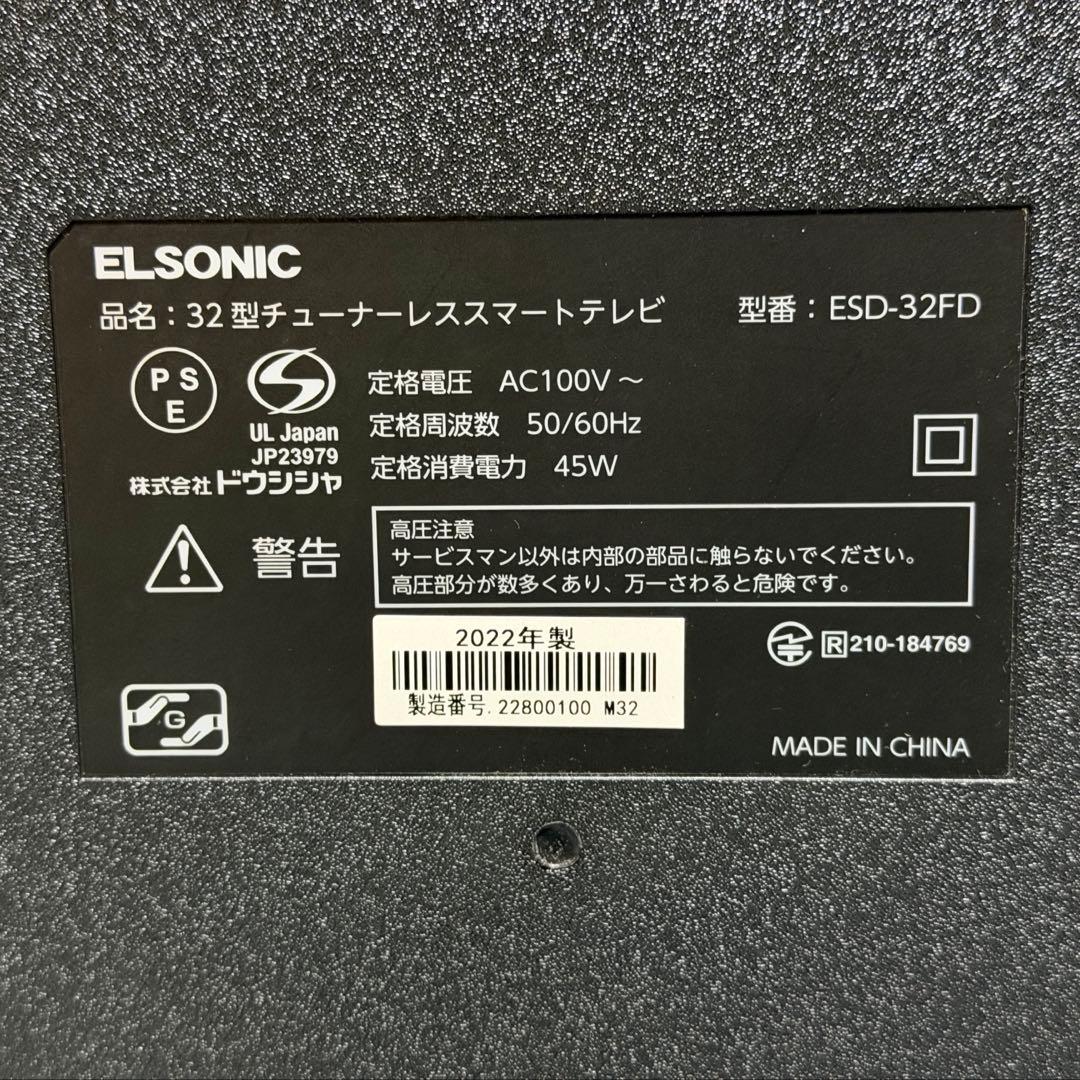 ELSONIC
品名：32型チューナーレススマートテレビ 型番：ESD-32FD
PSE
UL Japan
JP23979
株式会社ドウシシャ
定格電圧 AC100V～
定格周波数 50/60Hz
定格消費電力 45W
警告
高圧注意
サービスマン以外は内部の部品に触らないでください。
高圧部分が数多くあり、万一さわると危険です。
2022年製
製造番号.22800100 M32
R 210-184769
G
MADE IN CHINA